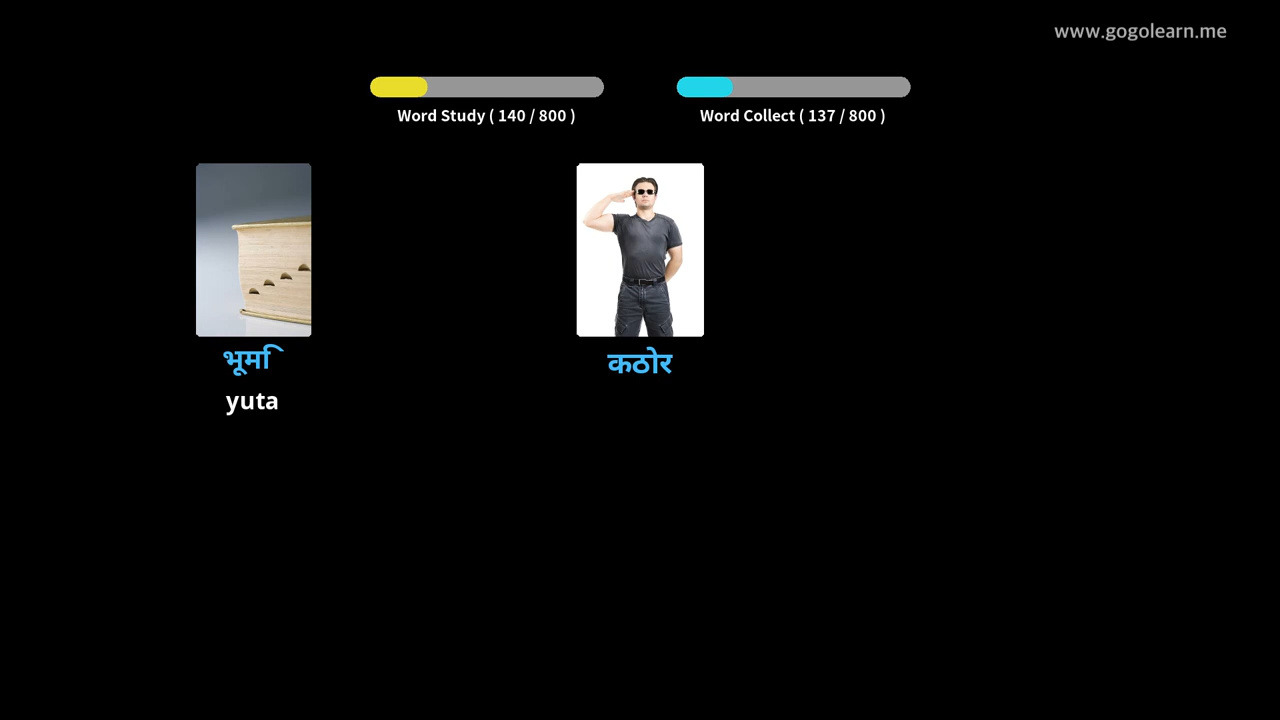 www.gogolearn.me
Word Study ( 140 / 800 )
Word Collect ( 137 / 800 )
भूमि
कठोर
yuta